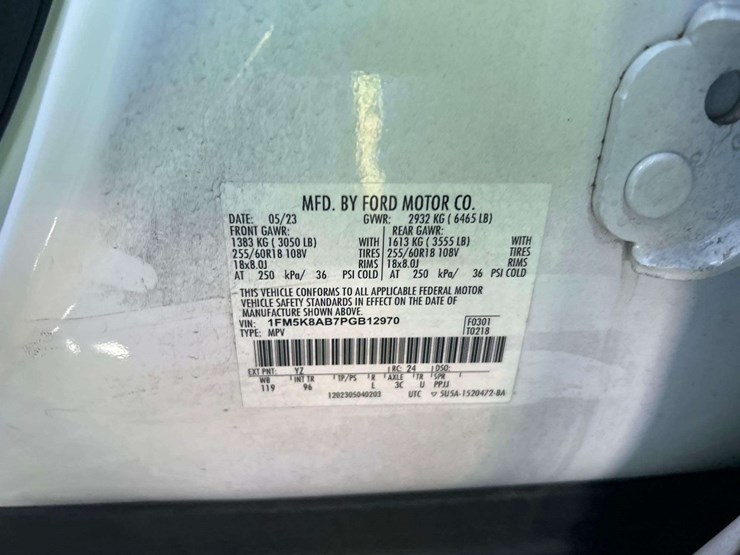 MFD. BY FORD MOTOR CO.
DATE: 05/23 GVWR: 2932 KG ( 6465 LB)
FRONT GAWR: REAR GAWR:
1383 KG ( 3050 LB) WITH 1613 KG ( 3555 LB) WITH
255/60R18 108V TIRES 255/60R18 108V TIRES
18x8.0J RIMS 18x8.0J RIMS
AT 250 kPa/ 36 PSI COLD AT 250 kPa/ 36 PSI COLD
THIS VEHICLE CONFORMS TO ALL APPLICABLE FEDERAL MOTOR
VEHICLE SAFETY STANDARDS IN EFFECT ON THE DATE OF
MANUFACTURE SHOWN ABOVE.
VIN: 1FM5K8AB7PGB12970 F0301
TYPE: MPV T0218
EXT PNT: YZ RC: 24 DSO:
WB INT TR TP/PS R AXLE TR SPR
119 96 L 3C U PPJJ
1202305040203 UTC ▽ 5U5A-1520472-BA